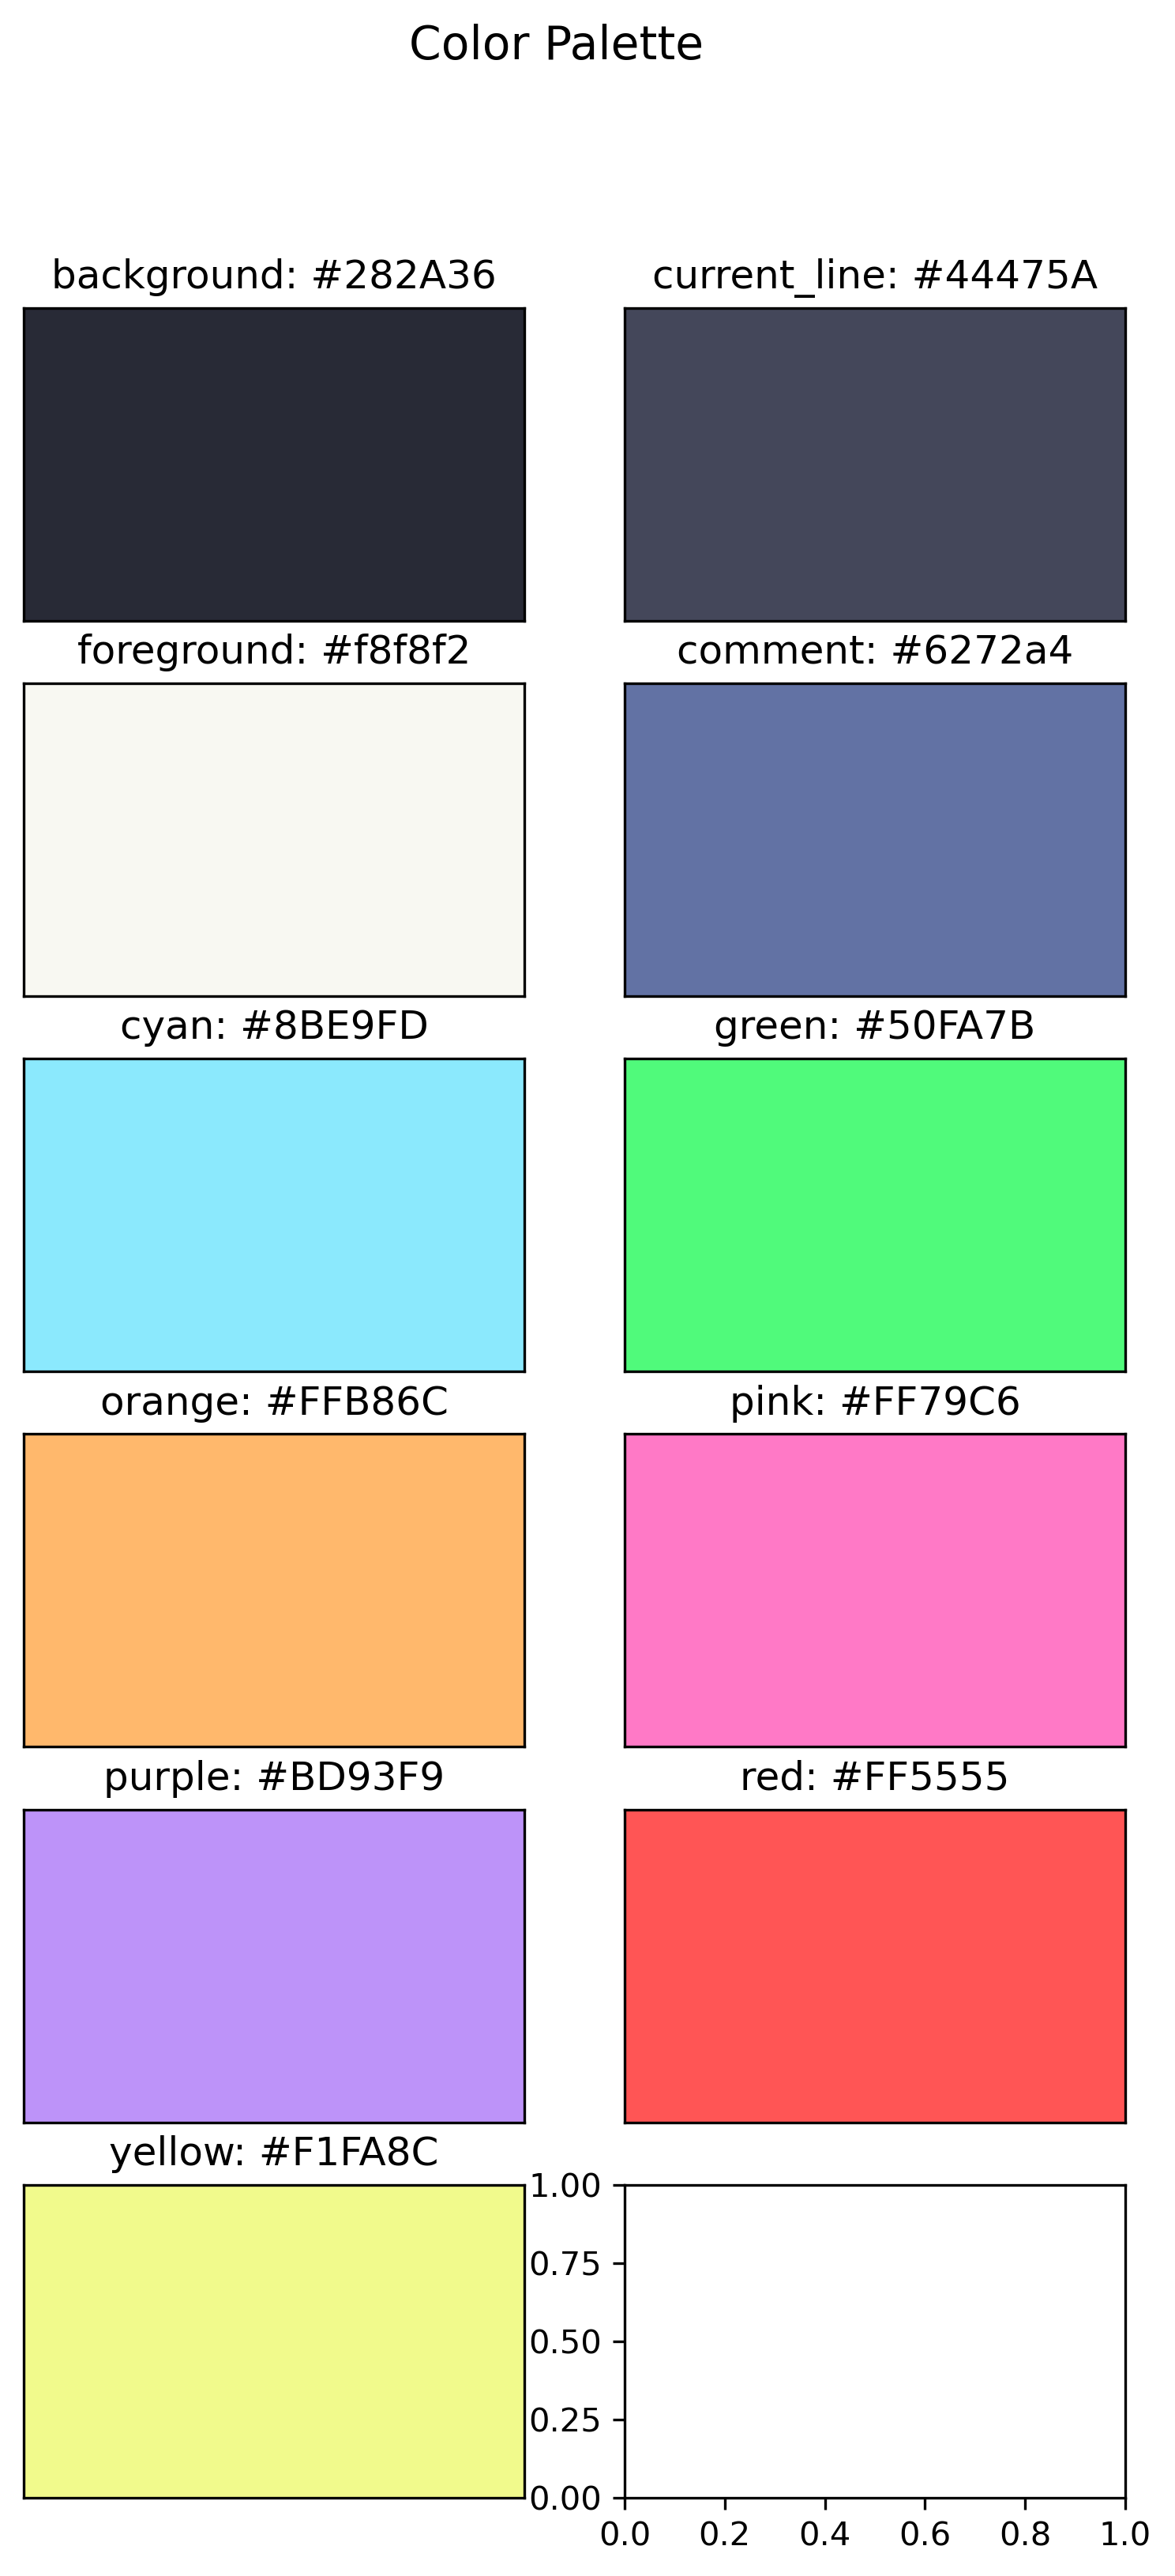 Color Palette
background: #282A36
current_line: #44475A
foreground: #f8f8f2
comment: #6272a4
cyan: #8BE9FD
green: #50FA7B
orange: #FFB86C
pink: #FF79C6
purple: #BD93F9
red: #FF5555
yellow: #F1FA8C
1.00
0.75
0.50
0.25
0.00
0.0 0.2 0.4 0.6 0.8 1.0